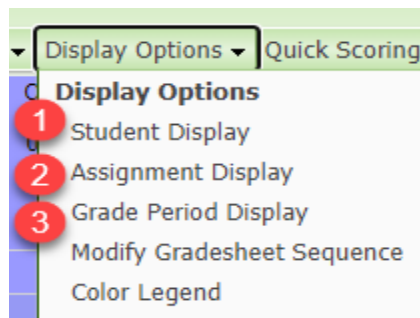 Display Options Quick Scoring
Display Options
1
Student Display
2
Assignment Display
3
Grade Period Display
Modify Gradesheet Sequence
Color Legend